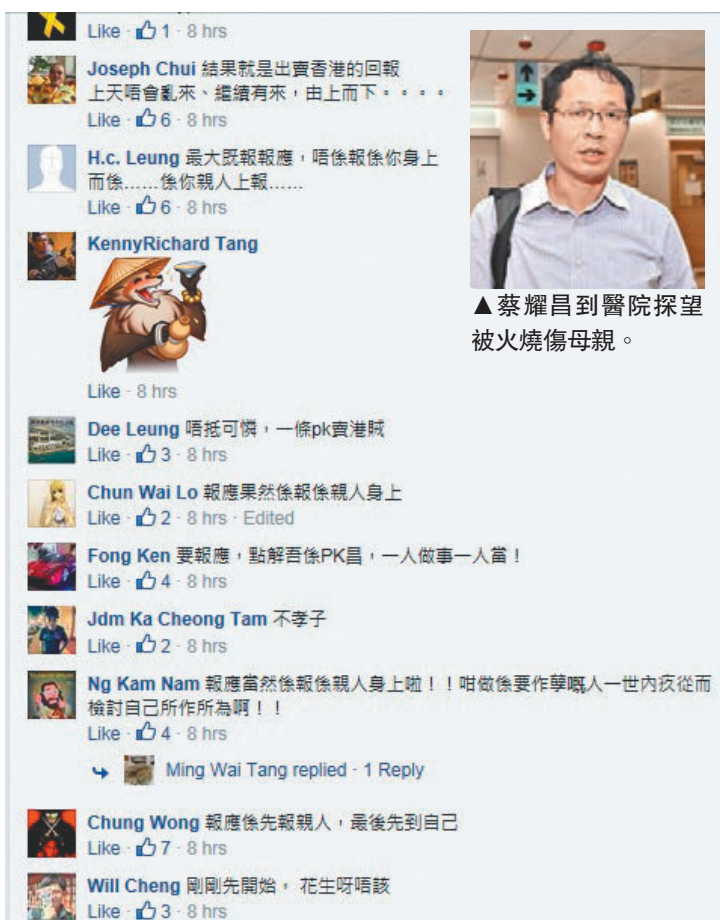 Like · 1 · 8 hrs
Joseph Chui 結果就是出賣香港的回報
上天唔會亂來、繼續有來，由上而下。。。。
Like · 6 · 8 hrs
H.c. Leung 最大既報報應，唔係報係你身上
而係……係你親人上報……
Like · 6 · 8 hrs
KennyRichard Tang
Like · 8 hrs
▲蔡耀昌到醫院探望
被火燒傷母親。
Dee Leung 唔抵可憐，一條pk賣港賊
Like · 3 · 8 hrs
Chun Wai Lo 報應果然係報係親人身上
Like · 2 · 8 hrs · Edited
Fong Ken 要報應，點解吾係PK昌，一人做事一人當！
Like · 4 · 8 hrs
Jdm Ka Cheong Tam 不孝子
Like · 2 · 8 hrs
Ng Kam Nam 報應當然係報係親人身上啦！！咁做係要作孽嘅人一世內疚從而
檢討自己所作所為啊！！
Like · 4 · 8 hrs
Ming Wai Tang replied · 1 Reply
Chung Wong 報應係先報親人，最後先到自己
Like · 7 · 8 hrs
Will Cheng 剛剛先開始， 花生呀唔該
Like · 3 · 8 hrs